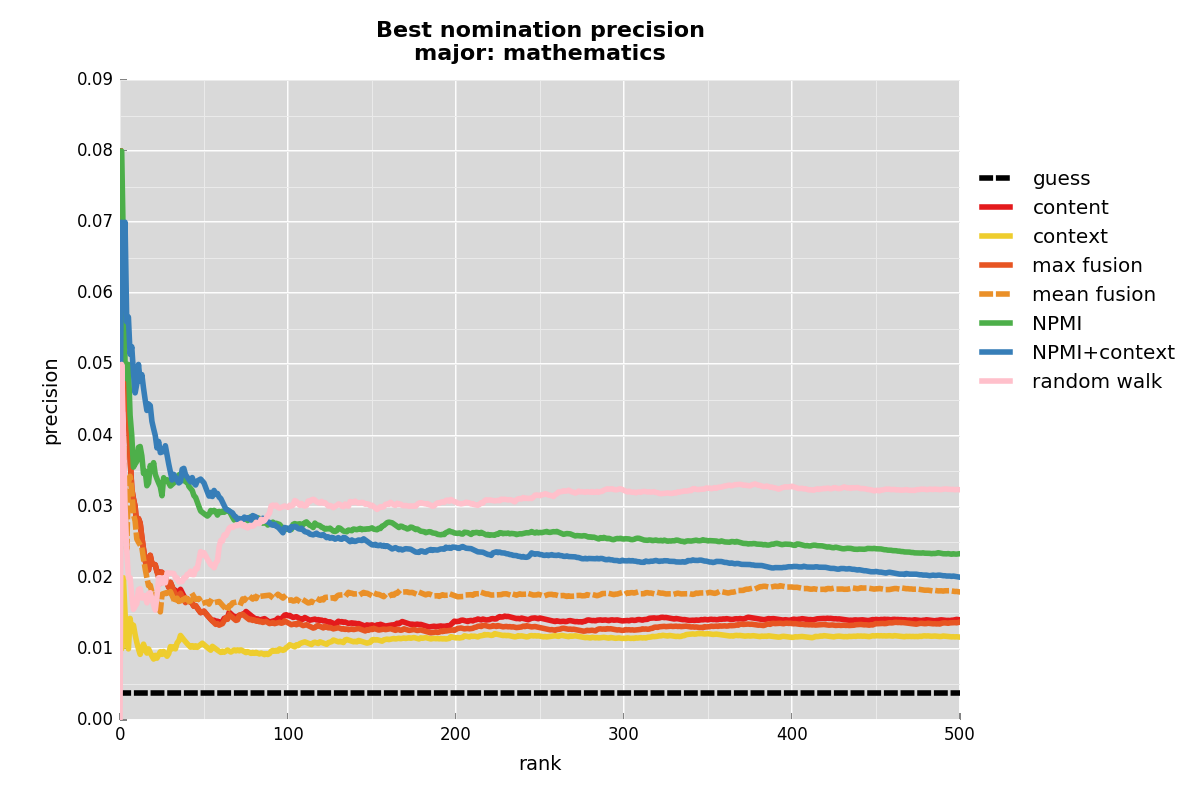 Best nomination precision
major: mathematics
0.09
0.08
0.07
0.06
0.05
0.04
0.03
0.02
0.01
0.00
precision
0 100 200 300 400 500
rank
guess
content
context
max fusion
mean fusion
NPMI
NPMI+context
random walk